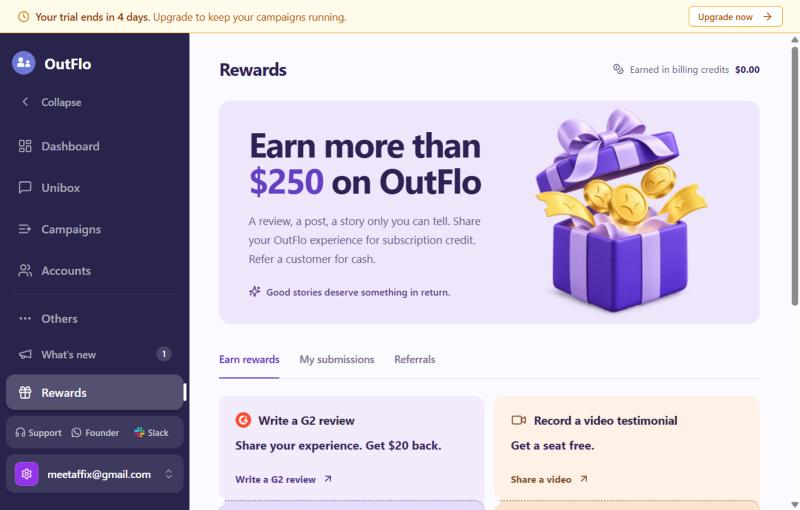 Your trial ends in 4 days. Upgrade to keep your campaigns running.
Upgrade now
OutFlo
Collapse
Dashboard
Unibox
Campaigns
Accounts
Others
What's new
1
Rewards
Support
Founder
Slack
meetaffix@gmail.com
Rewards
Earned in billing credits $0.00
Earn more than
$250 on OutFlo
A review, a post, a story only you can tell. Share
your OutFlo experience for subscription credit.
Refer a customer for cash.
Good stories deserve something in return.
Earn rewards
My submissions
Referrals
Write a G2 review
Share your experience. Get $20 back.
Write a G2 review
Record a video testimonial
Get a seat free.
Share a video